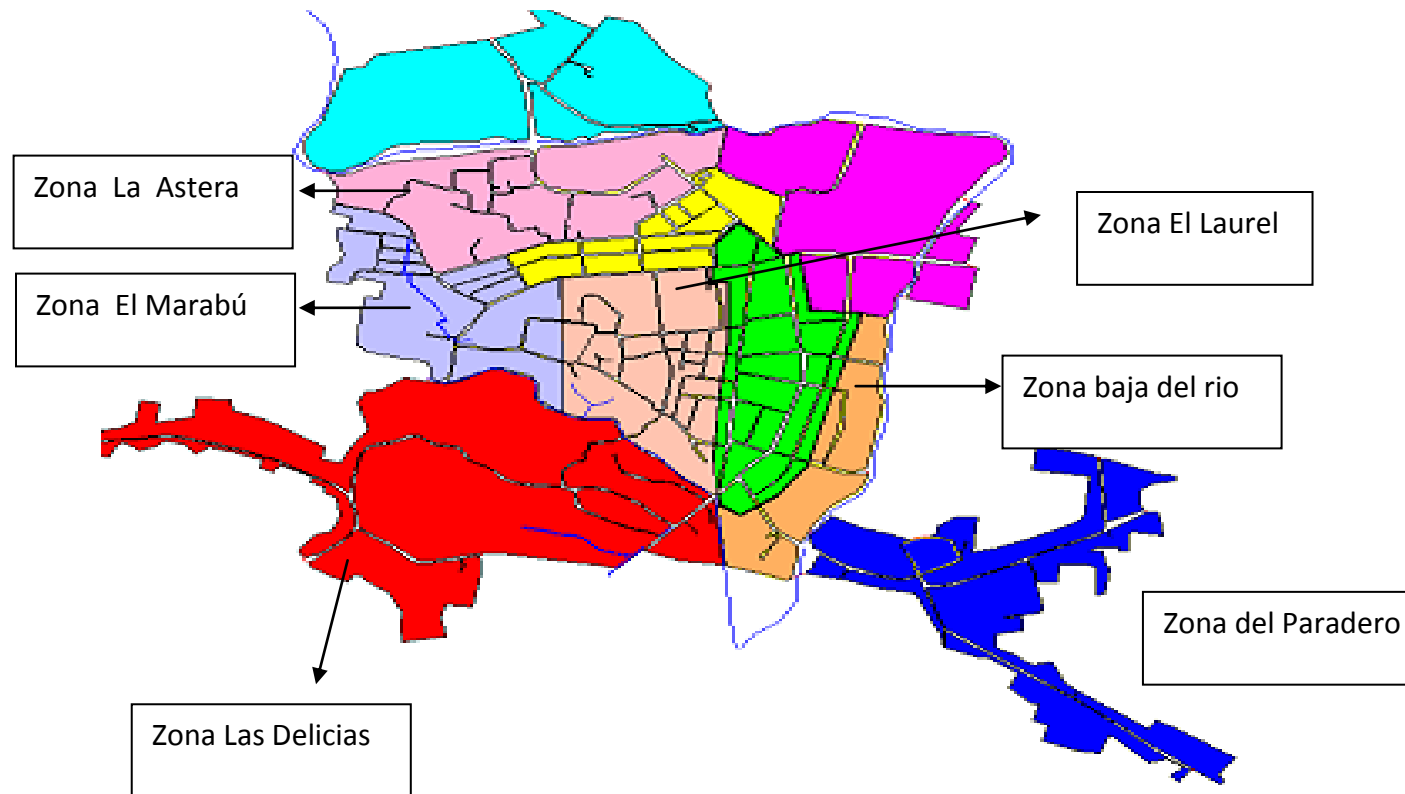 Zona La Astera
Zona El Laurel
Zona El Marabú
Zona baja del rio
Zona del Paradero
Zona Las Delicias